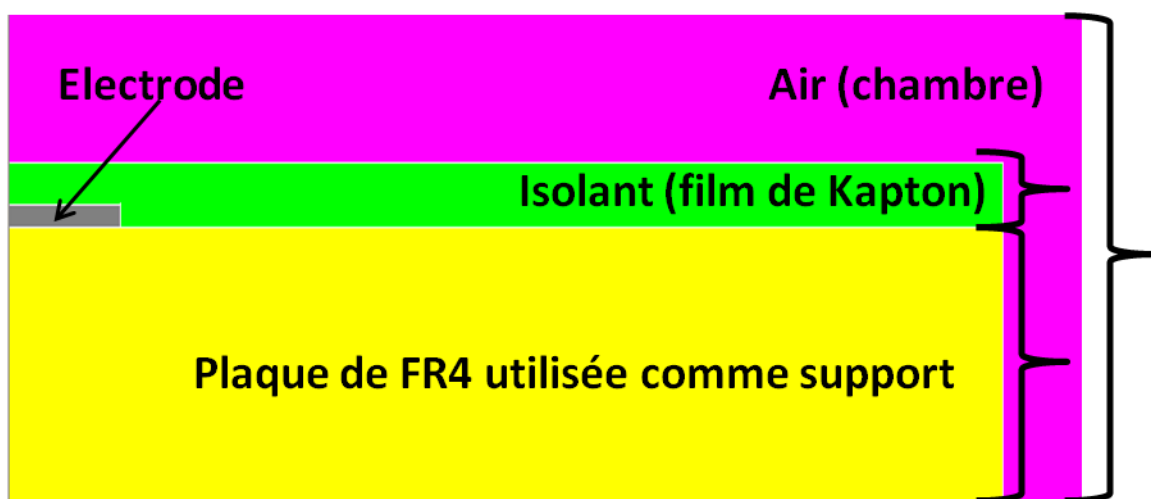 Electrode
Air (chambre)
Isolant (film de Kapton)
Plaque de FR4 utilisée comme support